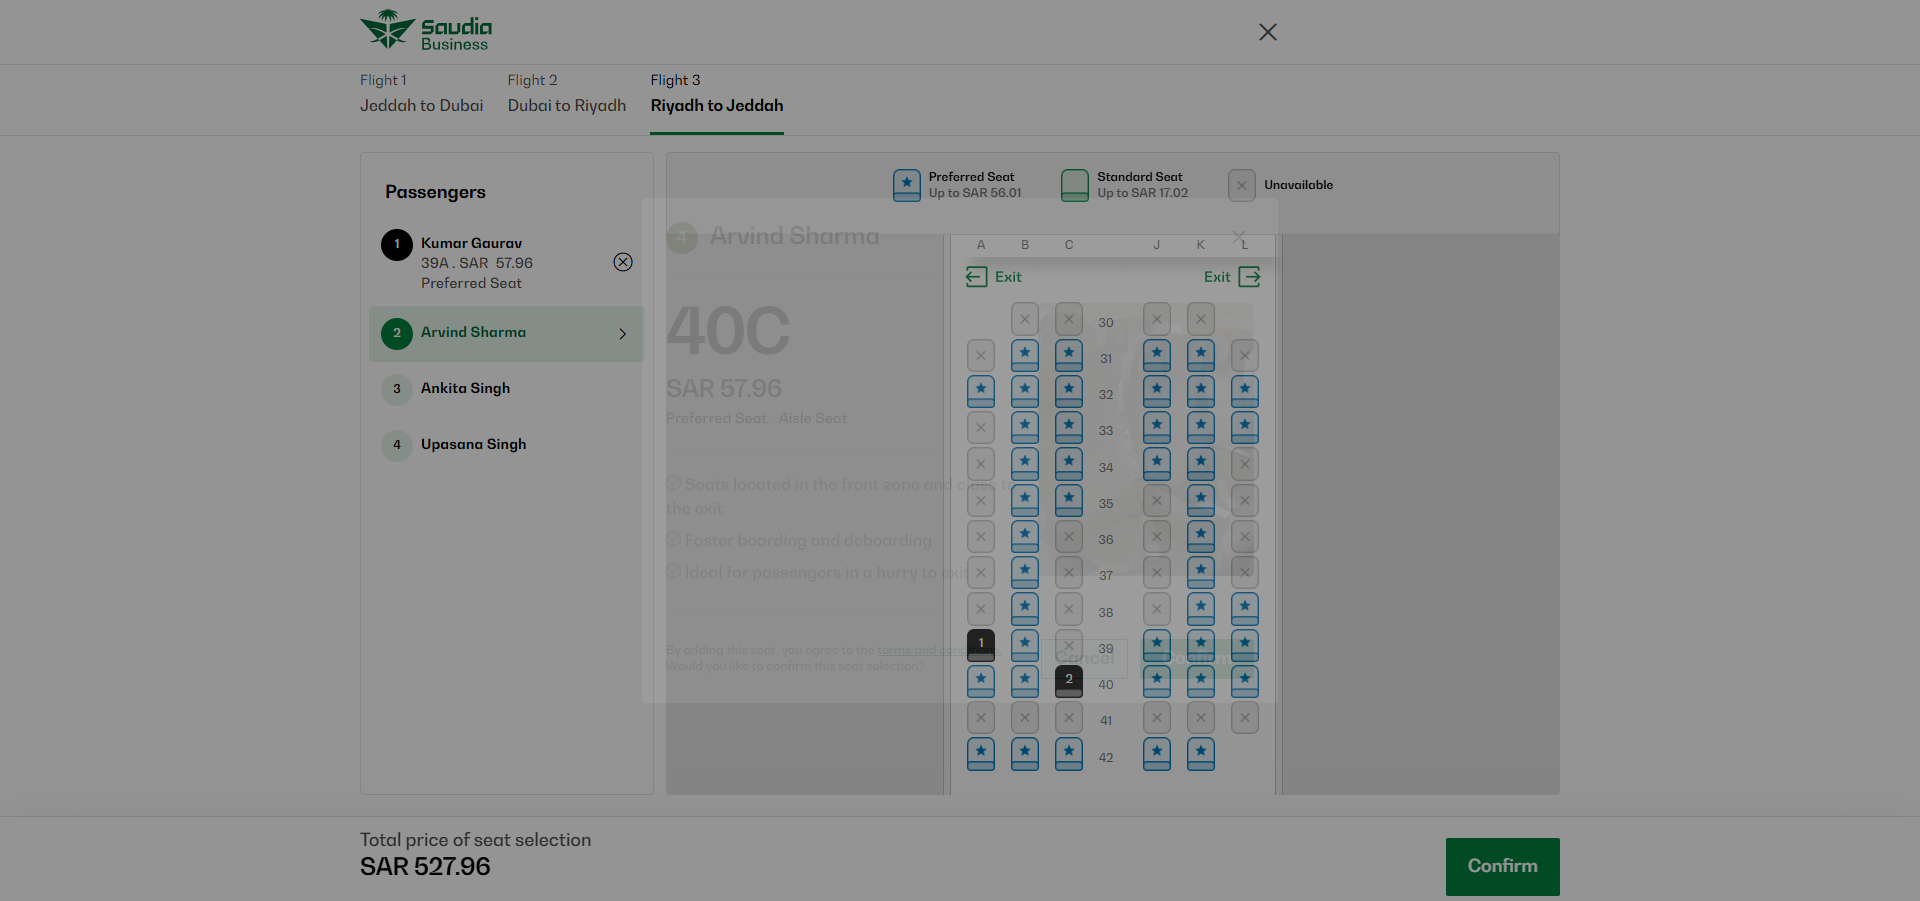 Saudia
Business
Flight 1
Jeddah to Dubai
Flight 2
Dubai to Riyadh
Flight 3
Riyadh to Jeddah
Passengers
1
Kumar Gaurav
39A . SAR 57.96
Preferred Seat
2
Arvind Sharma
3
Ankita Singh
4
Upasana Singh
Preferred Seat
Up to SAR 56.01
Standard Seat
Up to SAR 17.02
Unavailable
4 Arvind Sharma
40C
SAR 57.96
Preferred Seat - Aisle Seat
Seats located in the front zone and close to
the exit
Faster boarding and deboarding
Ideal for passengers in a hurry to exit
By adding this seat, you agree to the terms and conditions.
Would you like to confirm this seat selection?
Cancel
Confirm
A B C J K L
Exit
Exit
30
31
32
33
34
35
36
37
38
1 39
2 40
41
42
Total price of seat selection
SAR 527.96
Confirm